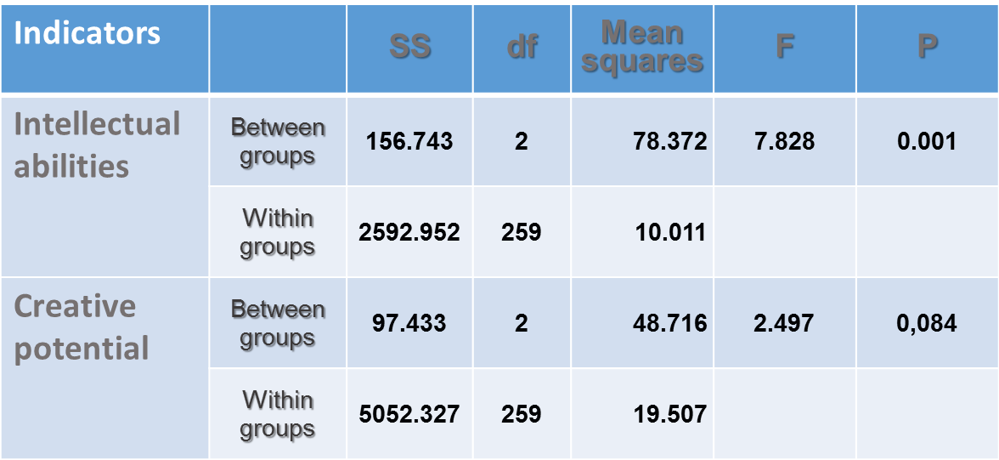 Indicators SS df Mean squares F P
Intellectual abilities Between groups 156.743 2 78.372 7.828 0.001
Within groups 2592.952 259 10.011
Creative potential Between groups 97.433 2 48.716 2.497 0,084
Within groups 5052.327 259 19.507